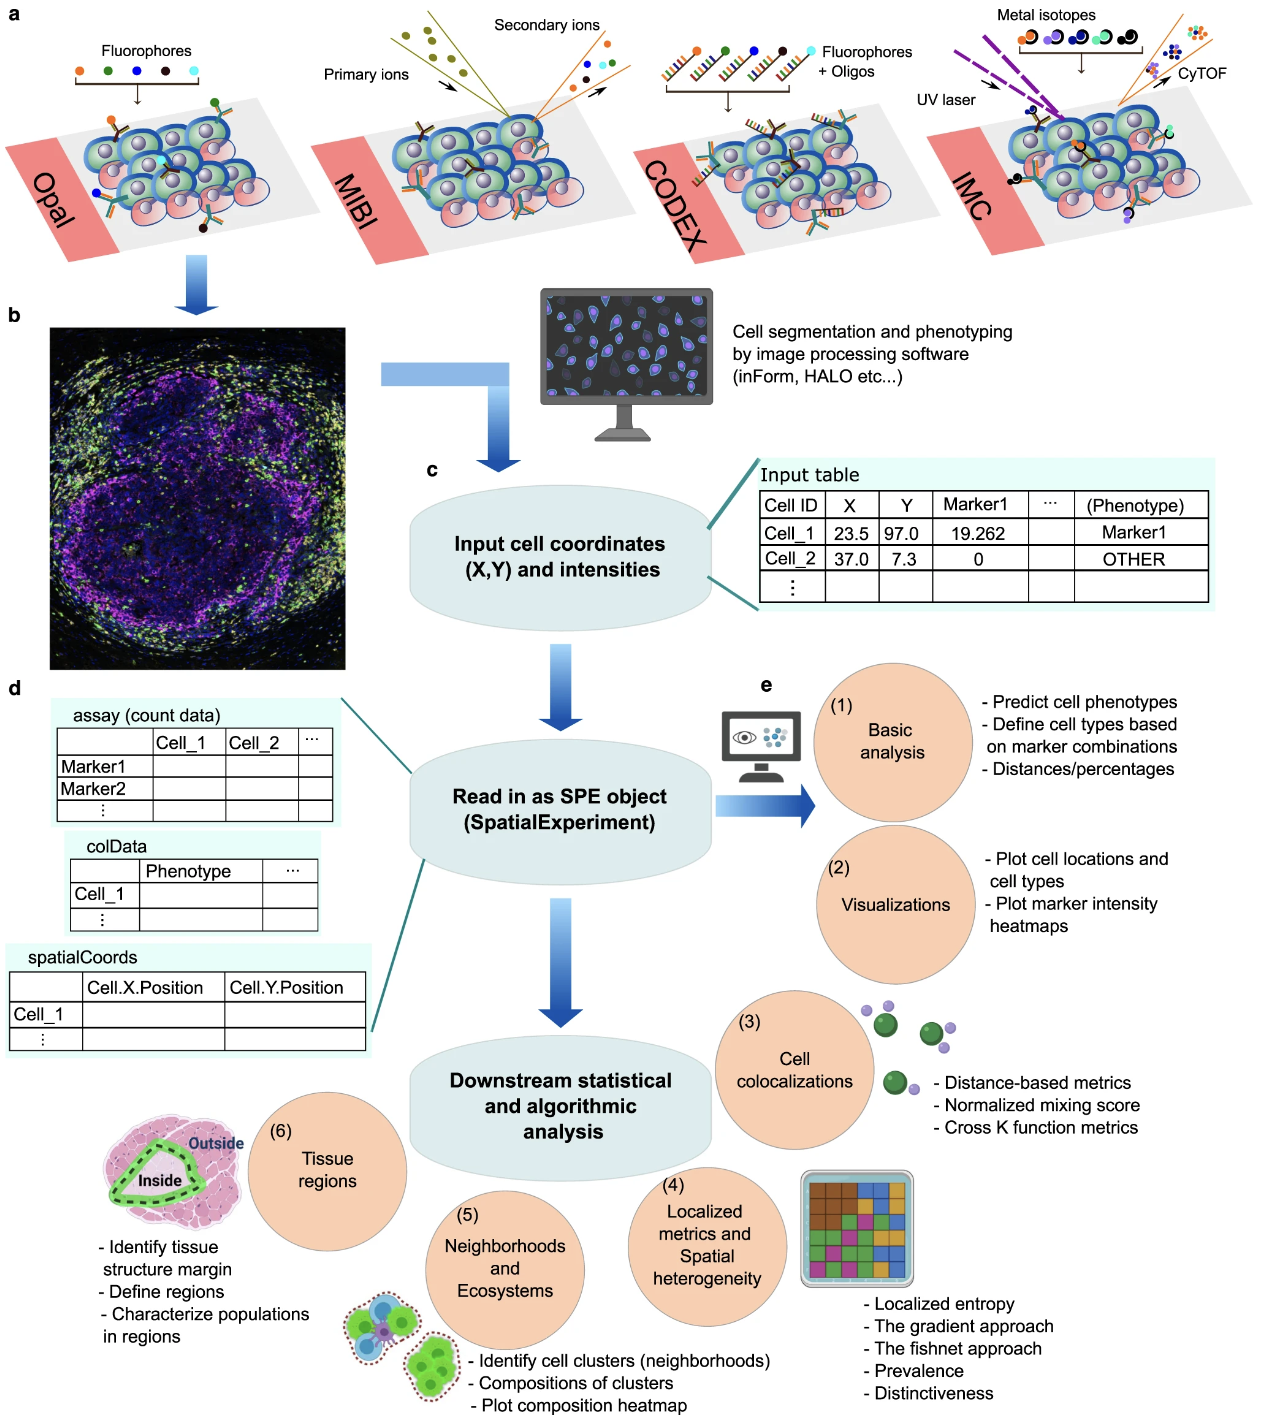 a
Fluorophores
Opal
Primary ions
Secondary ions
MIBI
Fluorophores
+ Oligos
CODEX
Metal isotopes
UV laser
CyTOF
IMC
b
Cell segmentation and phenotyping
by image processing software
(inForm, HALO etc...)
c
Input cell coordinates
(X,Y) and intensities
Input table
Cell ID X Y Marker1 ... (Phenotype)
Cell_1 23.5 97.0 19.262 Marker1
Cell_2 37.0 7.3 0 OTHER
⋮
d
assay (count data)
Cell_1 Cell_2 ...
Marker1
Marker2
⋮
colData
Phenotype ...
Cell_1
⋮
spatialCoords
Cell.X.Position Cell.Y.Position
Cell_1
⋮
Read in as SPE object
(SpatialExperiment)
e
(1)
Basic
analysis
- Predict cell phenotypes
- Define cell types based
on marker combinations
- Distances/percentages
(2)
Visualizations
- Plot cell locations and
cell types
- Plot marker intensity
heatmaps
Downstream statistical
and algorithmic
analysis
(3)
Cell
colocalizations
- Distance-based metrics
- Normalized mixing score
- Cross K function metrics
(4)
Localized
metrics and
Spatial
heterogeneity
- Localized entropy
- The gradient approach
- The fishnet approach
- Prevalence
- Distinctiveness
(5)
Neighborhoods
and
Ecosystems
- Identify cell clusters (neighborhoods)
- Compositions of clusters
- Plot composition heatmap
(6)
Tissue
regions
Outside
Inside
- Identify tissue
structure margin
- Define regions
- Characterize populations
in regions